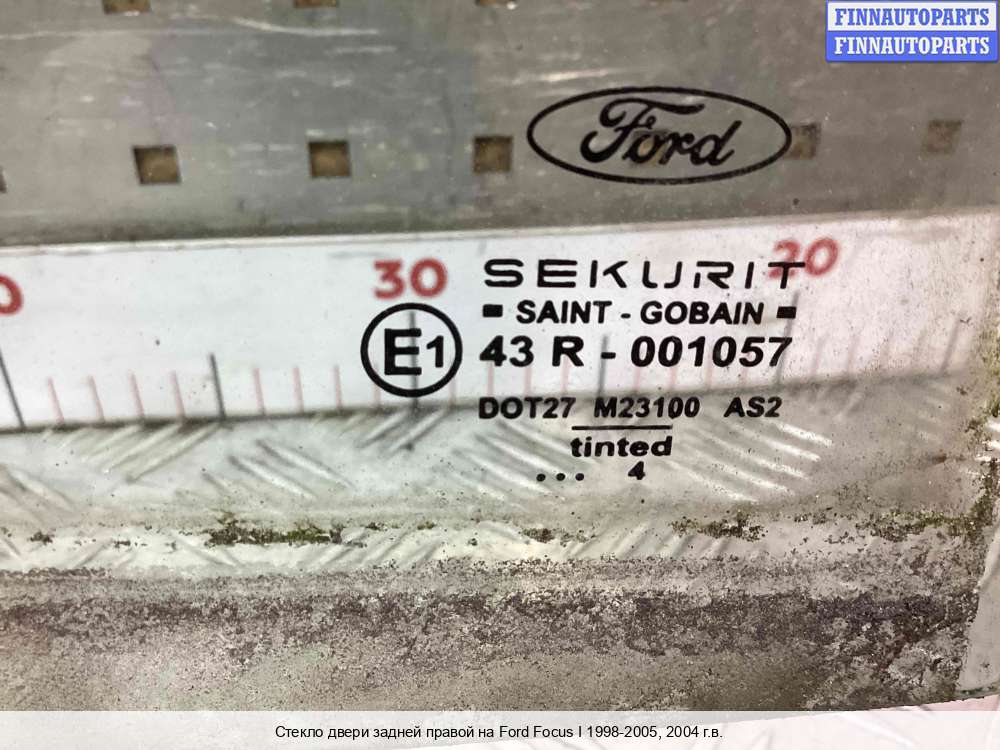 FINNAUTOPARTS
FINNAUTOPARTS
Ford
0 30 20
SEKURIT
SAINT - GOBAIN
E1 43 R - 001057
DOT27 M23100 AS2
tinted
... 4
Стекло двери задней правой на Ford Focus I 1998-2005, 2004 г.в.